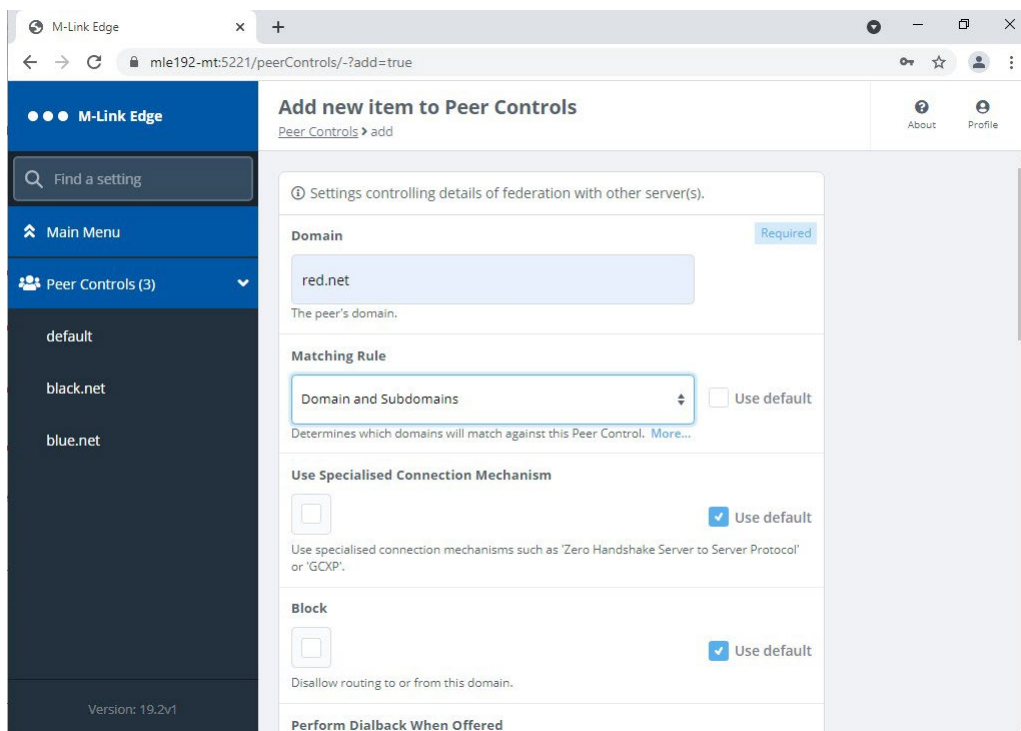 M-Link Edge
mle192-mt:5221/peerControls/-?add=true
M-Link Edge
Find a setting
Main Menu
Peer Controls (3)
default
black.net
blue.net
Version: 19.2v1
Add new item to Peer Controls
Peer Controls > add
About
Profile
Settings controlling details of federation with other server(s).
Domain
Required
red.net
The peer's domain.
Matching Rule
Domain and Subdomains
Use default
Determines which domains will match against this Peer Control. More...
Use Specialised Connection Mechanism
Use default
Use specialised connection mechanisms such as 'Zero Handshake Server to Server Protocol'
or 'GCXP'.
Block
Use default
Disallow routing to or from this domain.
Perform Dialback When Offered